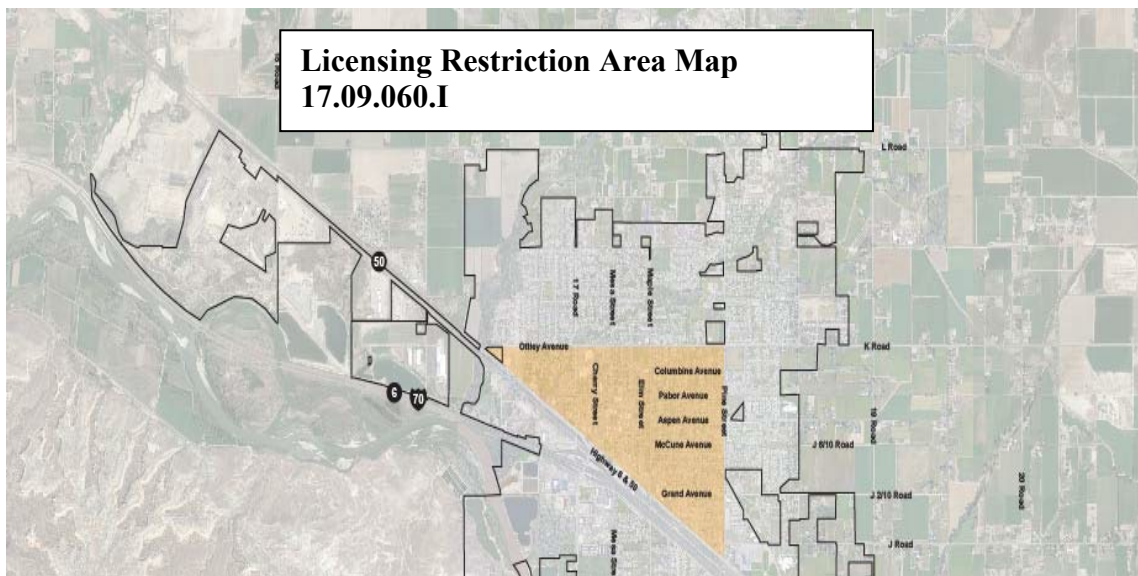 Licensing Restriction Area Map
17.09.060.I
L Road
50
17 Road
Mesa Street
Maple Street
Ottley Avenue
K Road
Columbine Avenue
Cherry Street
Elm Street
Pabor Avenue
Pine Street
6
70
Aspen Avenue
19 Road
McCune Avenue
J 6/10 Road
Highway 6 & 50
20 Road
Grand Avenue
J 2/10 Road
J Road